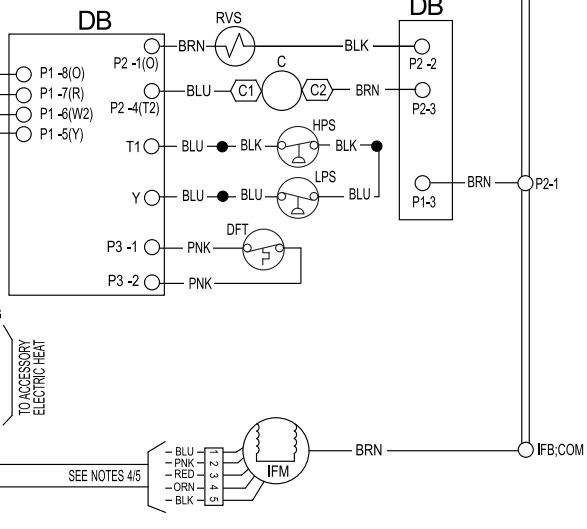 DB
RVS
DB
P2 -1(O)
BRN
BLK
P2 -2
P1 -8(O)
P1 -7(R)
P1 -6(W2)
P1 -5(Y)
P2 -4(T2)
BLU
C1
C
C2
BRN
P2-3
T1
BLU
BLK
HPS
BLK
Y
BLU
BLU
LPS
BLU
P1-3
BRN
P2-1
P3 -1
PNK
DFT
P3 -2
PNK
TO ACCESSORY
ELECTRIC HEAT
SEE NOTES 4/5
BLU 1
PNK 2
RED 3
ORN 4
BLK 5
IFM
BRN
IFB;COM